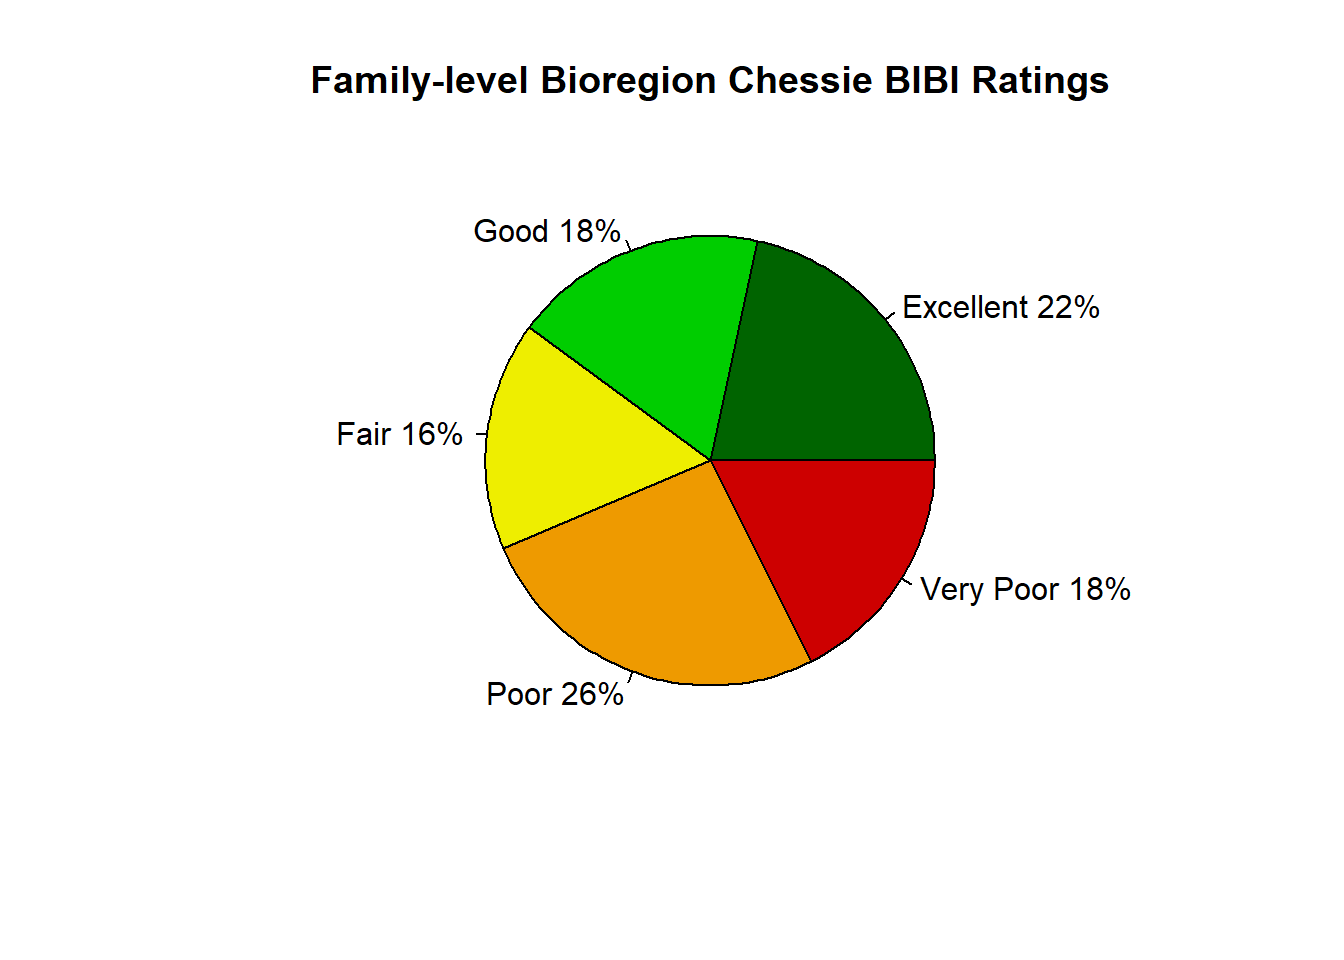 Family-level Bioregion Chessie BIBI Ratings
Good 18%
Excellent 22%
Fair 16%
Very Poor 18%
Poor 26%